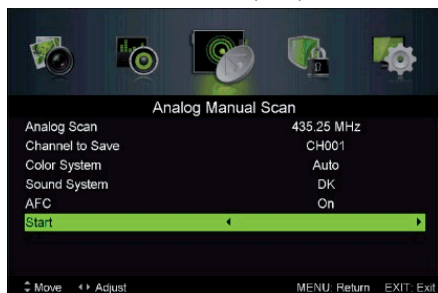 Analog Manual Scan
Analog Scan 435.25 MHz
Channel to Save CH001
Color System Auto
Sound System DK
AFC On
Start
Move Adjust MENU: Return EXIT: Exit